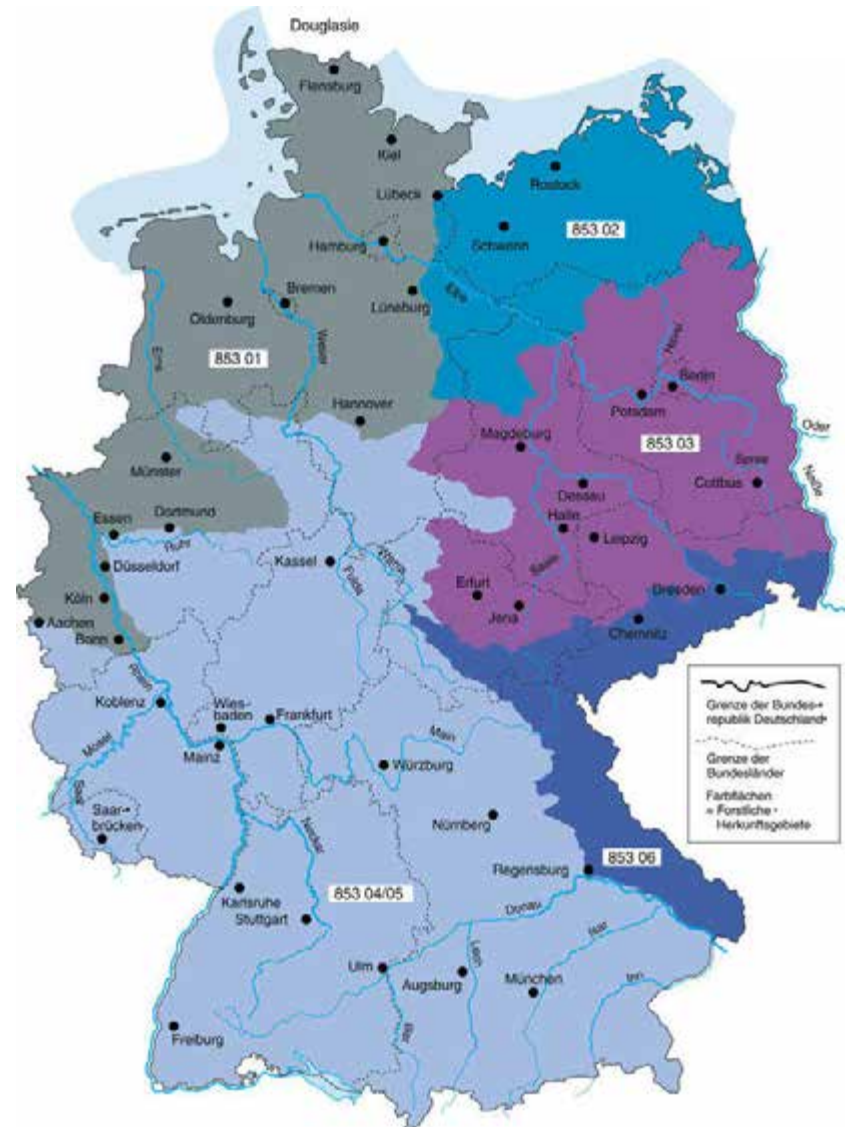 Douglasie
Flensburg
Kiel
Rostock
Lübeck
Schwerin
853 02
Hamburg
Elbe
Bremen
Lüneburg
Oldenburg
Weser
Ems
853 01
Havel
Berlin
Hannover
Potsdam
Magdeburg
853 03
Oder
Münster
Spree
Neiße
Cottbus
Dessau
Essen
Dortmund
Halle
Ruhr
Leipzig
Düsseldorf
Kassel
Werra
Fulda
Saale
Erfurt
Dresden
Köln
Jena
Chemnitz
Aachen
Bonn
Rhein
Koblenz
Wies-
baden
Frankfurt
Grenze der Bundes-
republik Deutschland
Mosel
Main
Mainz
Würzburg
Grenze der
Bundesländer
Saar
Farbflächen
= Forstliche
Herkunftsgebiete
Saar-
brücken
Neckar
Nürnberg
853 06
Regensburg
Karlsruhe
853 04/05
Stuttgart
Donau
Isar
Lech
Ulm
Augsburg
München
Inn
Iller
Freiburg